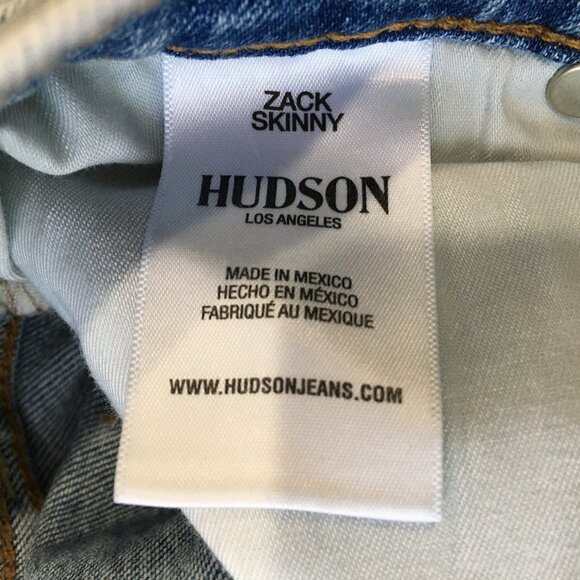 ZACK
SKINNY
HUDSON
LOS ANGELES
MADE IN MEXICO
HECHO EN MÉXICO
FABRIQUÉ AU MEXIQUE
WWW.HUDSONJEANS.COM